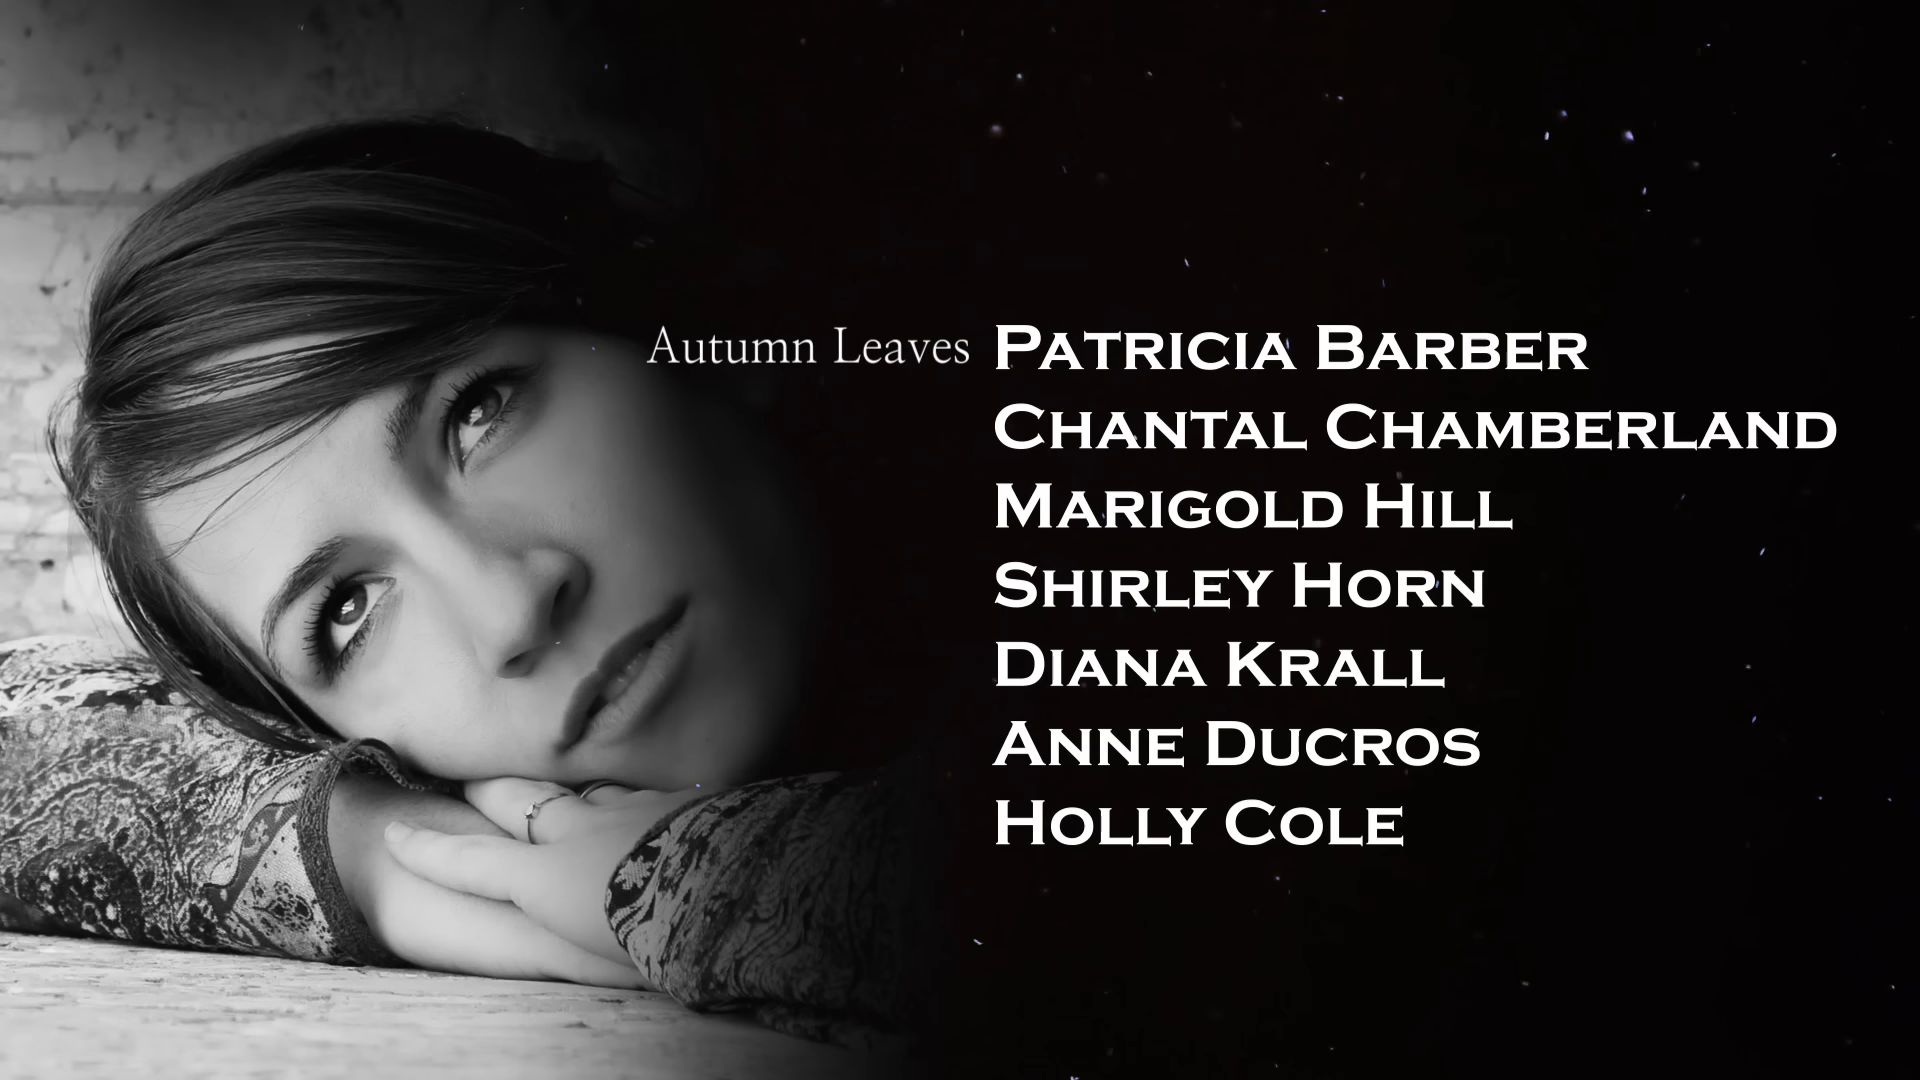 Autumn Leaves PATRICIA BARBER
CHANTAL CHAMBERLAND
MARIGOLD HILL
SHIRLEY HORN
DIANA KRALL
ANNE DUCROS
HOLLY COLE